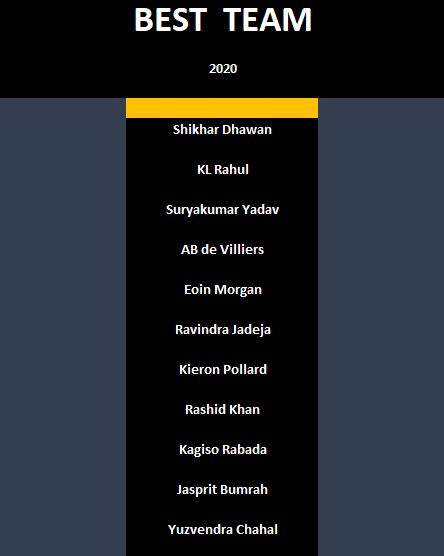 BEST TEAM
2020
Shikhar Dhawan
KL Rahul
Suryakumar Yadav
AB de Villiers
Eoin Morgan
Ravindra Jadeja
Kieron Pollard
Rashid Khan
Kagiso Rabada
Jasprit Bumrah
Yuzvendra Chahal